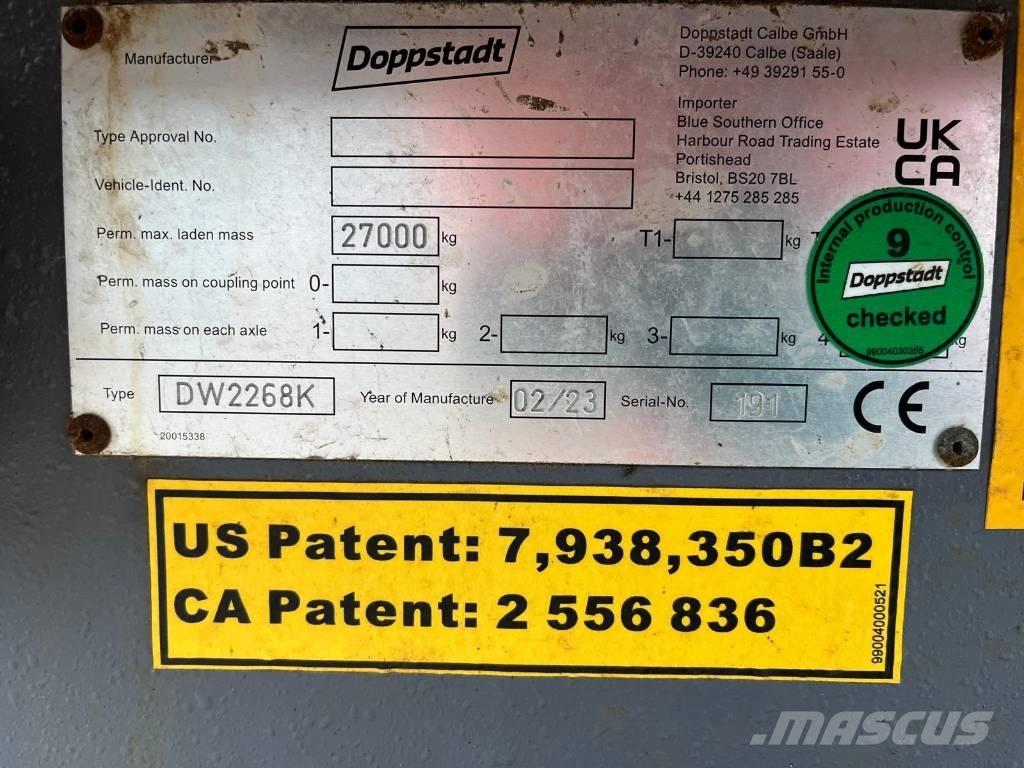 Manufacturer
Doppstadt
Doppstadt Calbe GmbH
D-39240 Calbe (Saale)
Phone: +49 39291 55-0
Importer
Blue Southern Office
Harbour Road Trading Estate
Portishead
Bristol, BS20 7BL
+44 1275 285 285
UK
CA
Type Approval No.
Vehicle-Ident. No.
Perm. max. laden mass 27000 kg T1- kg
Perm. mass on coupling point 0- kg
Perm. mass on each axle 1- kg 2- kg 3- kg 4 kg
Internal production control
9
Doppstadt
checked
99004030355
Type DW2268K Year of Manufacture 02/23 Serial-No. 191 CE
20015338
US Patent: 7,938,350B2
CA Patent: 2 556 836
99004000521
MASCUS